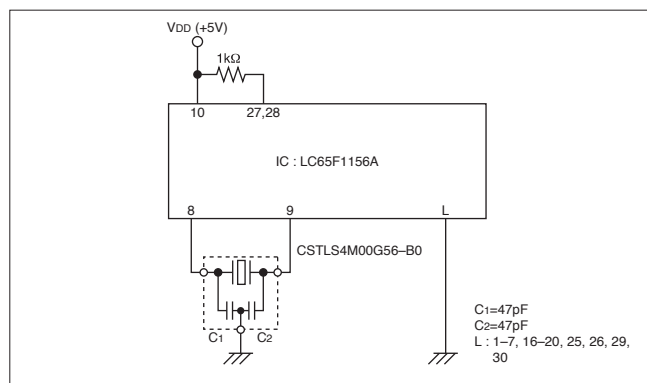 VDD (+5V)
1kΩ
10
27,28
IC : LC65F1156A
8
9
L
CSTLS4M00G56–B0
C1
C2
C1=47pF
C2=47pF
L : 1–7, 16–20, 25, 26, 29,
30